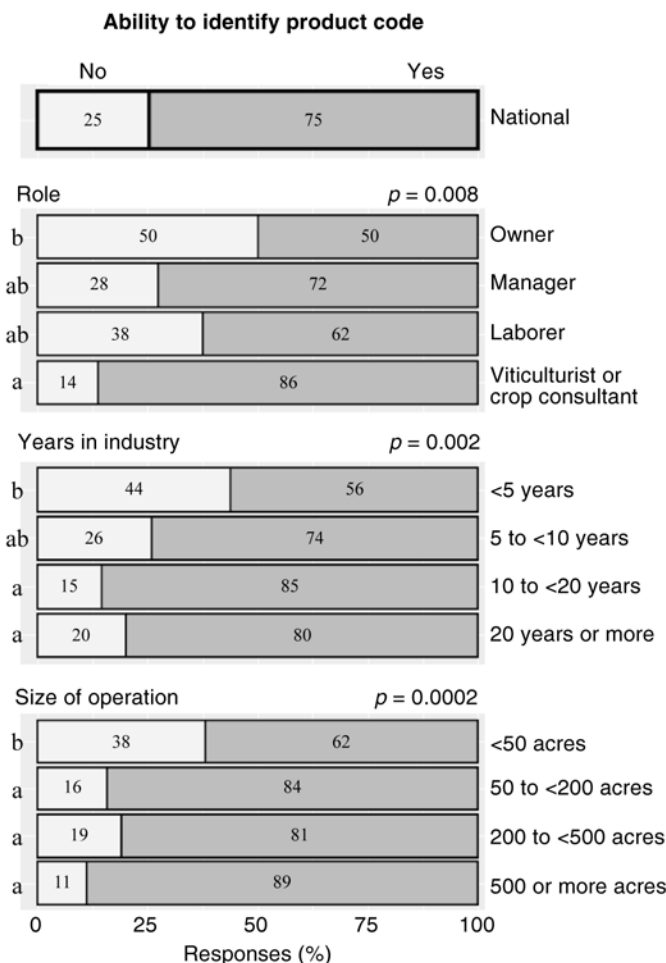 Ability to identify product code
No Yes
25 75 National
Role p = 0.008
b 50 50 Owner
ab 28 72 Manager
ab 38 62 Laborer
a 14 86 Viticulturist or
crop consultant
Years in industry p = 0.002
b 44 56 <5 years
ab 26 74 5 to <10 years
a 15 85 10 to <20 years
a 20 80 20 years or more
Size of operation p = 0.0002
b 38 62 <50 acres
a 16 84 50 to <200 acres
a 19 81 200 to <500 acres
a 11 89 500 or more acres
0 25 50 75 100
Responses (%)